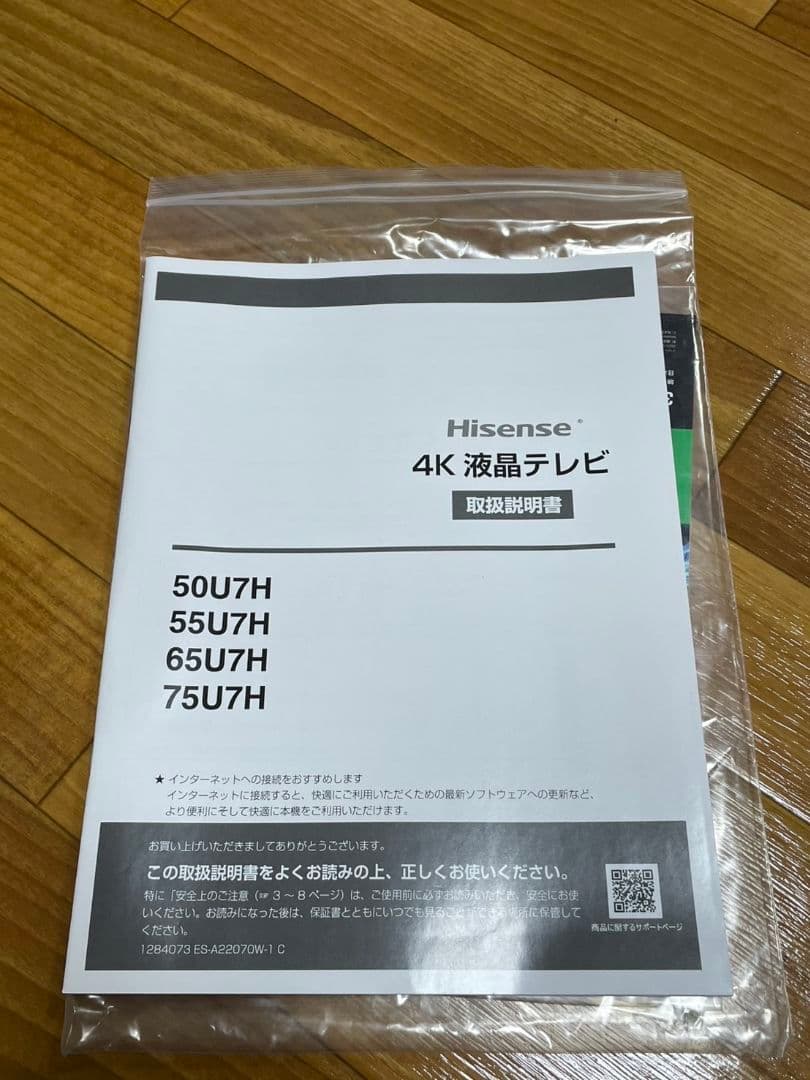 Hisense®
4K 液晶テレビ
取扱説明書
50U7H
55U7H
65U7H
75U7H
★ インターネットへの接続をおすすめします
インターネットに接続すると、快適にご利用いただくための最新ソフトウェアへの更新など、
より便利にそして快適に本機をご利用いただけます。
お買い上げいただきましてありがとうございます。
この取扱説明書をよくお読みの上、正しくお使いください。
特に「安全上のご注意（☞ 3 ～ 8 ページ）は、ご使用前に必ずお読みいただき、安全にお使
いください。お読みになった後は、保証書とともにいつでも見ることができる場所に保管して
ください。
1284073 ES-A22070W-1 C
商品に関するサポートページ